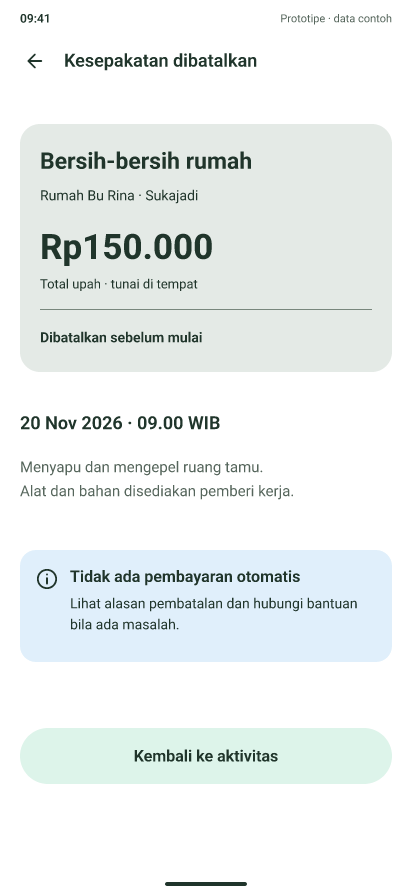 09:41
Prototipe · data contoh
Kesepakatan dibatalkan
Bersih-bersih rumah
Rumah Bu Rina · Sukajadi
Rp150.000
Total upah · tunai di tempat
Dibatalkan sebelum mulai
20 Nov 2026 · 09.00 WIB
Menyapu dan mengepel ruang tamu.
Alat dan bahan disediakan pemberi kerja.
Tidak ada pembayaran otomatis
Lihat alasan pembatalan dan hubungi bantuan
bila ada masalah.
Kembali ke aktivitas